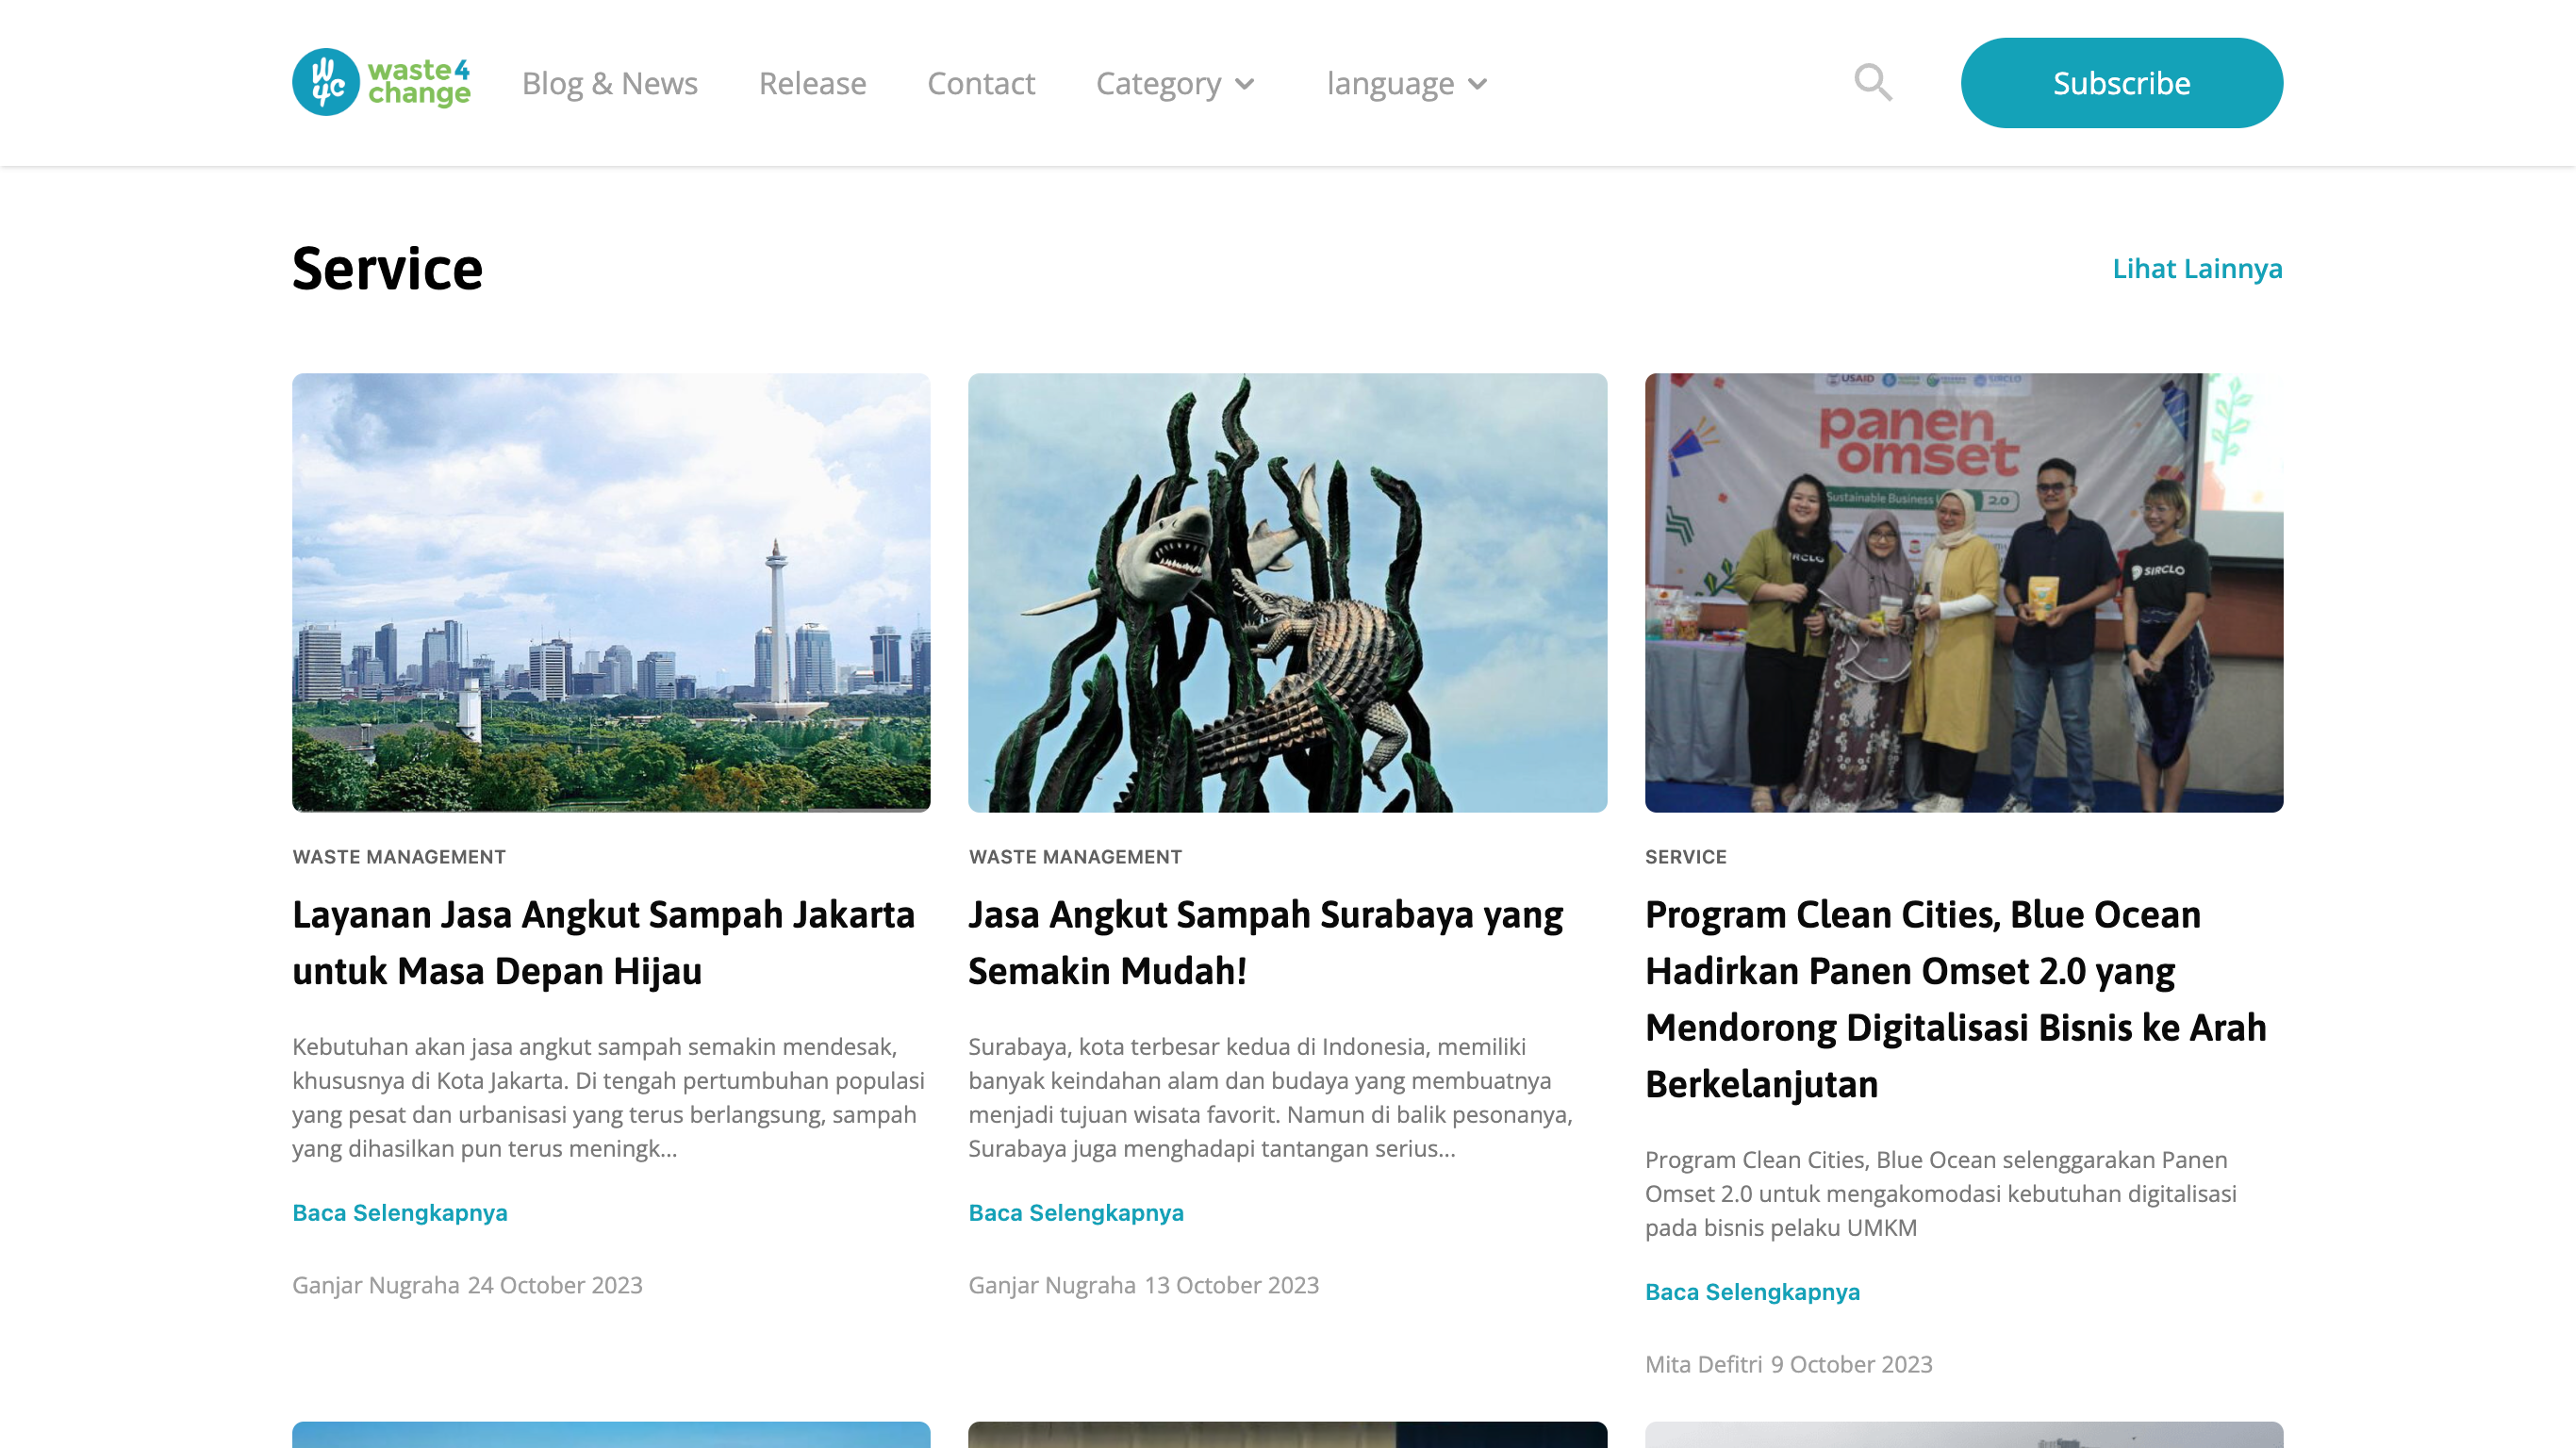 waste4
change
Blog & News
Release
Contact
Category
language
Subscribe
Service
Lihat Lainnya
USAID
SIRCLO
panen
omset
Sustainable Business
2.0
SIRCLO
WASTE MANAGEMENT
Layanan Jasa Angkut Sampah Jakarta
untuk Masa Depan Hijau
Kebutuhan akan jasa angkut sampah semakin mendesak,
khususnya di Kota Jakarta. Di tengah pertumbuhan populasi
yang pesat dan urbanisasi yang terus berlangsung, sampah
yang dihasilkan pun terus meningk...
Baca Selengkapnya
Ganjar Nugraha 24 October 2023
WASTE MANAGEMENT
Jasa Angkut Sampah Surabaya yang
Semakin Mudah!
Surabaya, kota terbesar kedua di Indonesia, memiliki
banyak keindahan alam dan budaya yang membuatnya
menjadi tujuan wisata favorit. Namun di balik pesonanya,
Surabaya juga menghadapi tantangan serius...
Baca Selengkapnya
Ganjar Nugraha 13 October 2023
SERVICE
Program Clean Cities, Blue Ocean
Hadirkan Panen Omset 2.0 yang
Mendorong Digitalisasi Bisnis ke Arah
Berkelanjutan
Program Clean Cities, Blue Ocean selenggarakan Panen
Omset 2.0 untuk mengakomodasi kebutuhan digitalisasi
pada bisnis pelaku UMKM
Baca Selengkapnya
Mita Defitri 9 October 2023